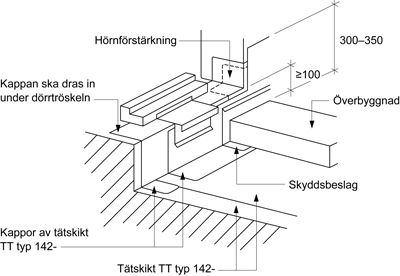 Hörnförstärkning
300–350
≥100
Kappan ska dras in
under dörrtröskeln
Överbyggnad
Skyddsbeslag
Kappor av tätskikt
TT typ 142-
Tätskikt TT typ 142-